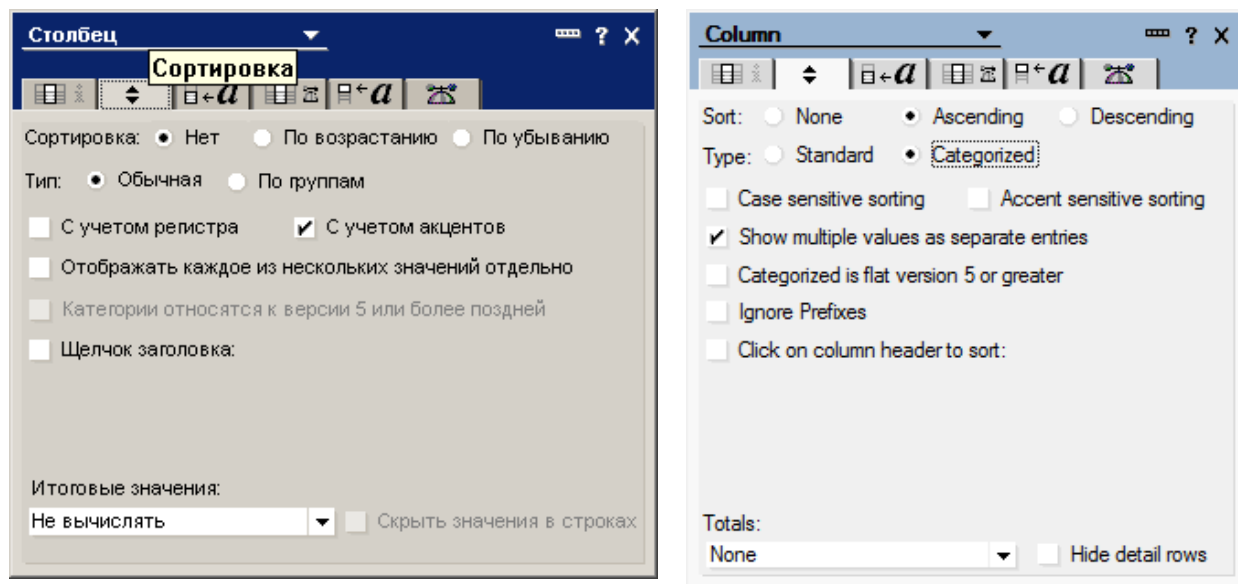 Столбец
?
X
Сортировка
a
a
Сортировка: Нет По возрастанию По убыванию
Тип: Обычная По группам
С учетом регистра С учетом акцентов
Отображать каждое из нескольких значений отдельно
Категории относятся к версии 5 или более поздней
Щелчок заголовка:
Итоговые значения:
Не вычислять Скрыть значения в строках
Column
?
X
a
a
Sort: None Ascending Descending
Type: Standard Categorized
Case sensitive sorting Accent sensitive sorting
Show multiple values as separate entries
Categorized is flat version 5 or greater
Ignore Prefixes
Click on column header to sort:
Totals:
None Hide detail rows